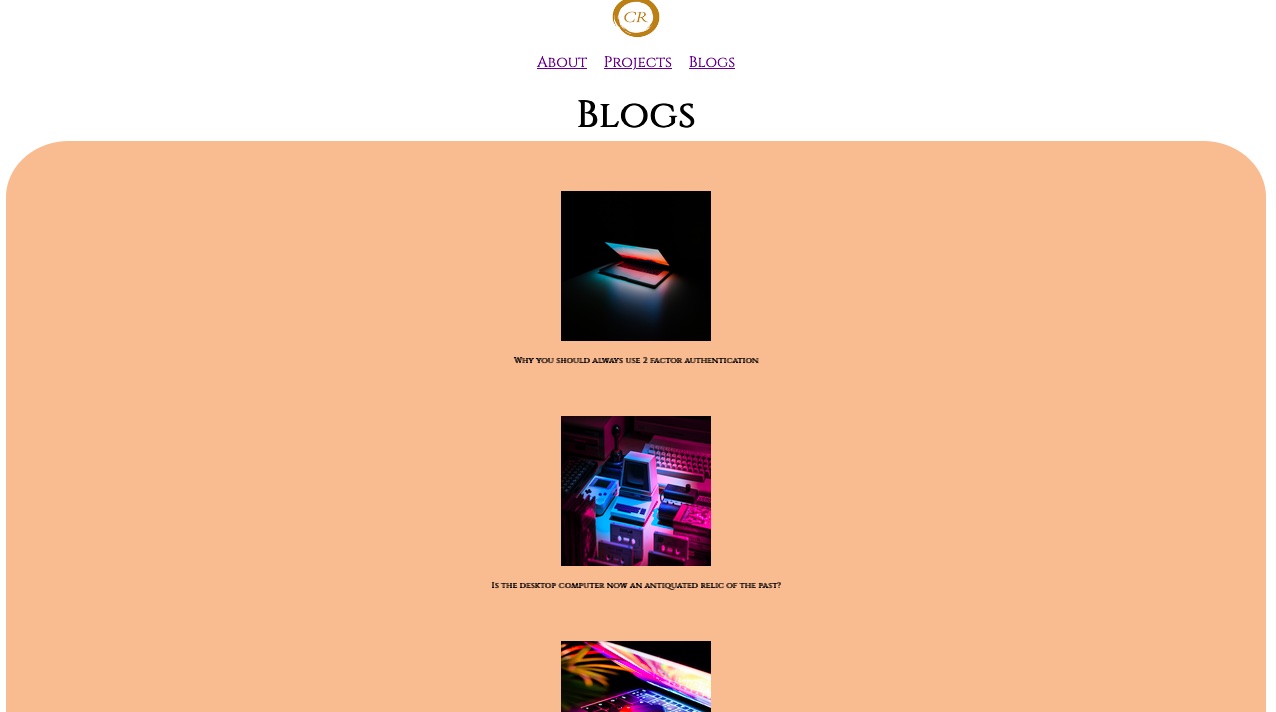 CR
About Projects Blogs
Blogs
Why you should always use 2 factor authentication
Is the desktop computer now an antiquated relic of the past?